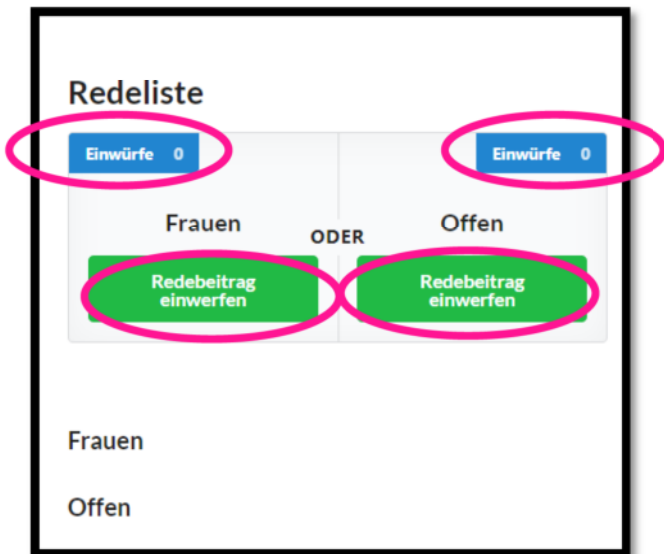 Redeliste
Einwürfe 0
Einwürfe 0
Frauen
ODER
Offen
Redebeitrag
einwerfen
Redebeitrag
einwerfen
Frauen
Offen